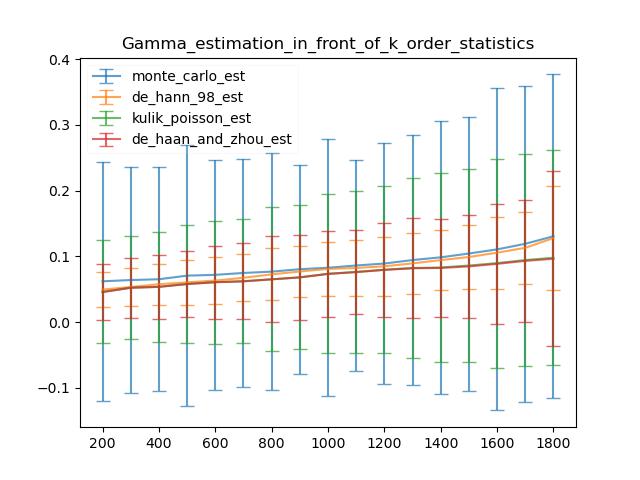 Gamma_estimation_in_front_of_k_order_statistics
0.4
0.3
0.2
0.1
0.0
−0.1
monte_carlo_est
de_hann_98_est
kulik_poisson_est
de_haan_and_zhou_est
200 400 600 800 1000 1200 1400 1600 1800